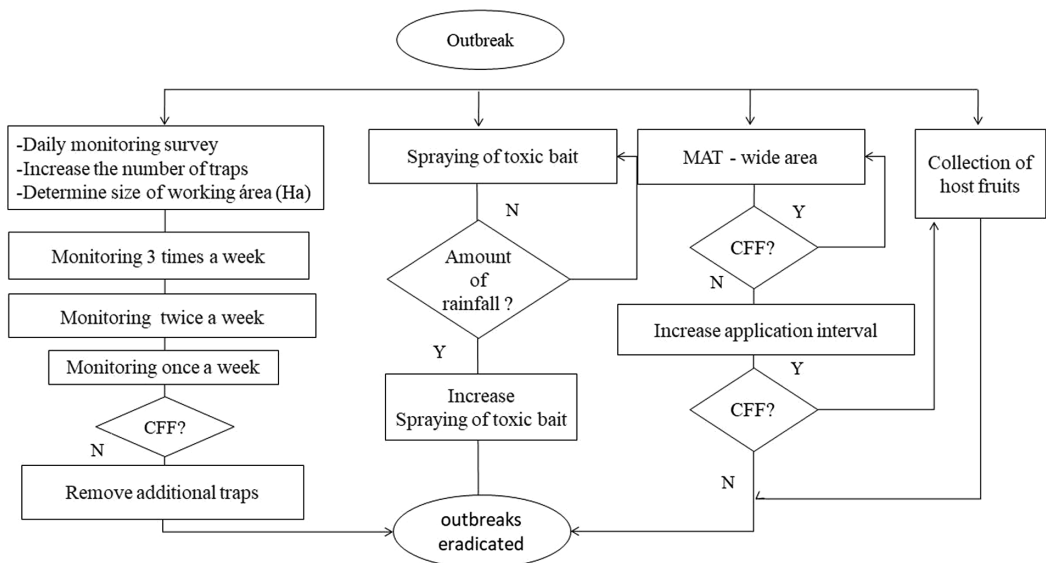 Outbreak
-Daily monitoring survey
-Increase the number of traps
-Determine size of working área (Ha)
Monitoring 3 times a week
Monitoring twice a week
Monitoring once a week
CFF?
N
Remove additional traps
Spraying of toxic bait
N
Amount
of
rainfall ?
Y
Increase
Spraying of toxic bait
MAT - wide area
Y
CFF?
N
Increase application interval
Y
CFF?
N
Collection of
host fruits
outbreaks
eradicated